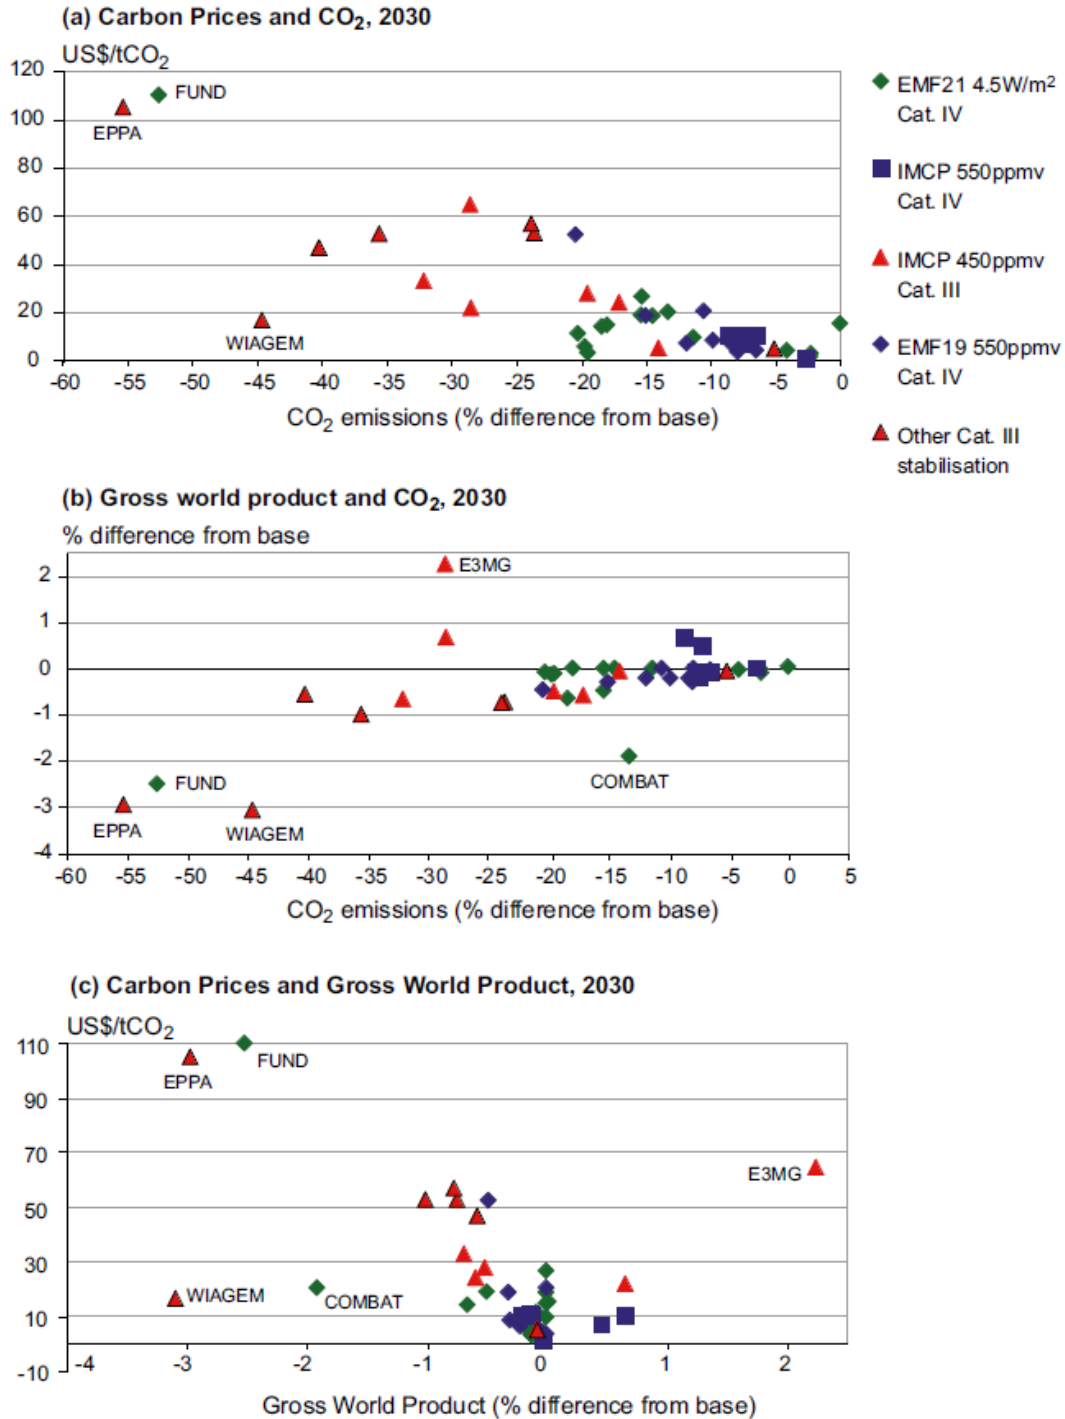 (a) Carbon Prices and CO2, 2030
US$/tCO2
120
100
80
60
40
20
0
FUND
EPPA
WIAGEM
-60 -55 -50 -45 -40 -35 -30 -25 -20 -15 -10 -5 0
CO2 emissions (% difference from base)
EMF21 4.5W/m2
Cat. IV
IMCP 550ppmv
Cat. IV
IMCP 450ppmv
Cat. III
EMF19 550ppmv
Cat. IV
Other Cat. III
stabilisation
(b) Gross world product and CO2, 2030
% difference from base
2
1
0
-1
-2
-3
-4
E3MG
FUND
COMBAT
EPPA
WIAGEM
-60 -55 -50 -45 -40 -35 -30 -25 -20 -15 -10 -5 0 5
CO2 emissions (% difference from base)
(c) Carbon Prices and Gross World Product, 2030
US$/tCO2
110
90
70
50
30
10
-10
FUND
EPPA
E3MG
WIAGEM
COMBAT
-4 -3 -2 -1 0 1 2
Gross World Product (% difference from base)